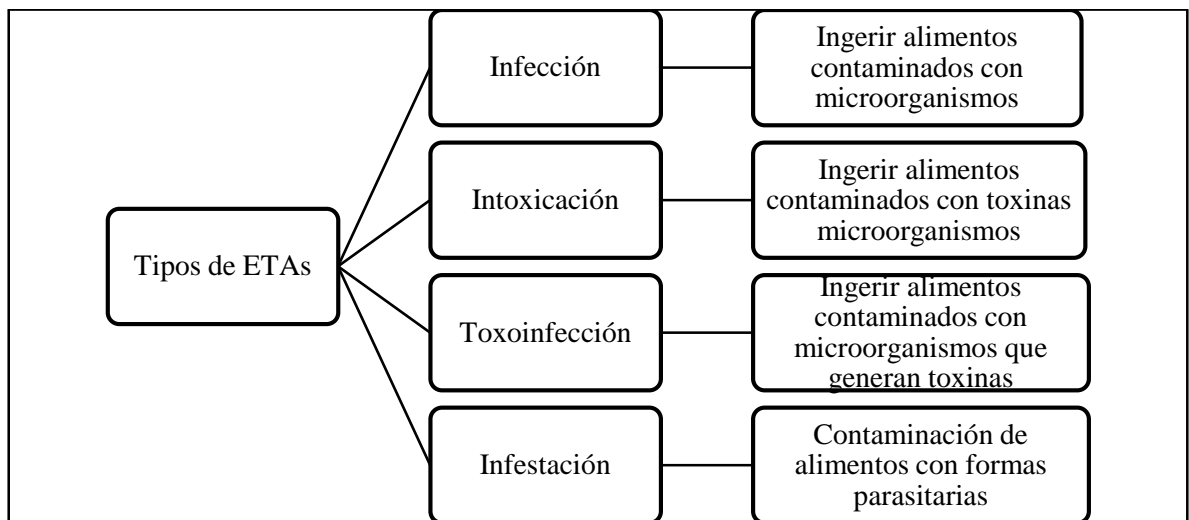 Tipos de ETAs
Infección
Ingerir alimentos
contaminados con
microorganismos
Intoxicación
Ingerir alimentos
contaminados con toxinas
microorganismos
Toxoinfección
Ingerir alimentos
contaminados con
microorganismos que
generan toxinas
Infestación
Contaminación de
alimentos con formas
parasitarias